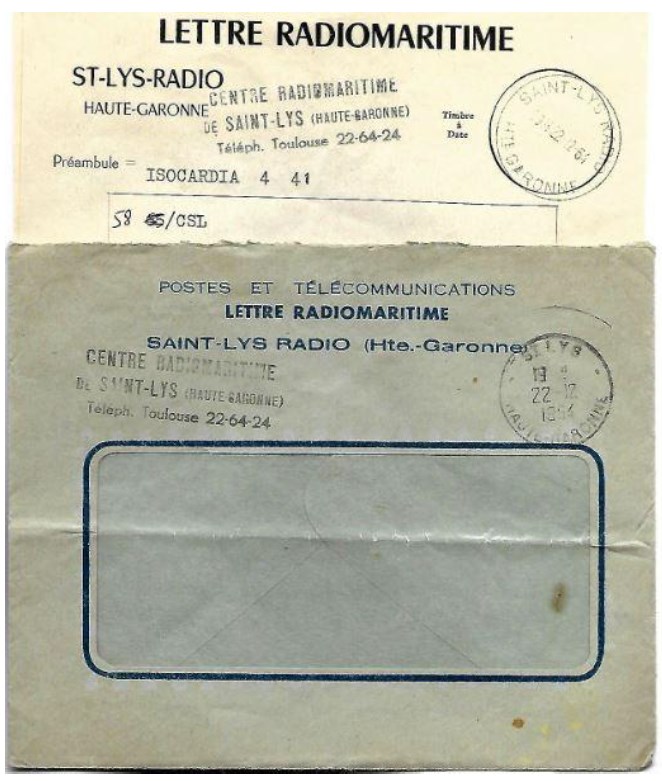 LETTRE RADIOMARITIME
ST-LYS-RADIO
HAUTE-GARONNE
CENTRE RADIOMARITIME
DE SAINT-LYS (HAUTE-GARONNE)
Téléph. Toulouse 22-64-24
Timbre
à
Date
SAINT-LYS RADIO
HTE GARONNE
Préambule =
ISOCARDIA 4 41
58 /CSL
POSTES ET TÉLÉCOMMUNICATIONS
LETTRE RADIOMARITIME
SAINT-LYS RADIO (Hte.-Garonne)
CENTRE RADIOMARITIME
DE SAINT-LYS (HAUTE-GARONNE)
Téléph. Toulouse 22-64-24
ST LYS
22 12
HAUTE-GARONNE